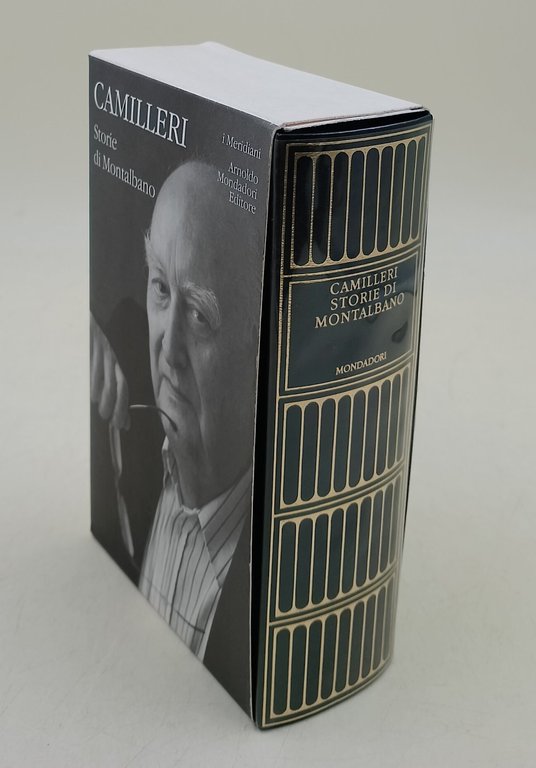 CAMILLERI
Storie
di Montalbano
i Meridiani
Arnoldo
Mondadori
Editore
CAMILLERI
STORIE DI
MONTALBANO
MONDADORI